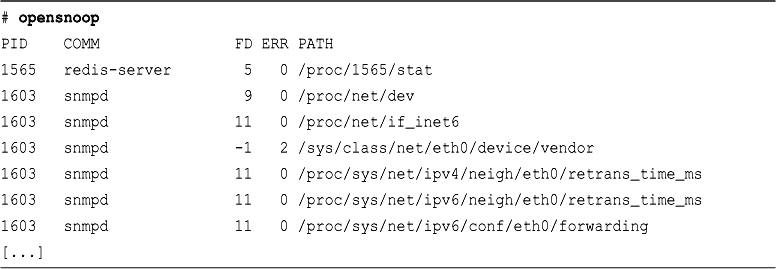 # opensnoop
PID    COMM               FD ERR PATH
1565   redis-server        5   0 /proc/1565/stat
1603   snmpd               9   0 /proc/net/dev
1603   snmpd              11   0 /proc/net/if_inet6
1603   snmpd              -1   2 /sys/class/net/eth0/device/vendor
1603   snmpd              11   0 /proc/sys/net/ipv4/neigh/eth0/retrans_time_ms
1603   snmpd              11   0 /proc/sys/net/ipv6/neigh/eth0/retrans_time_ms
1603   snmpd              11   0 /proc/sys/net/ipv6/conf/eth0/forwarding
[...]